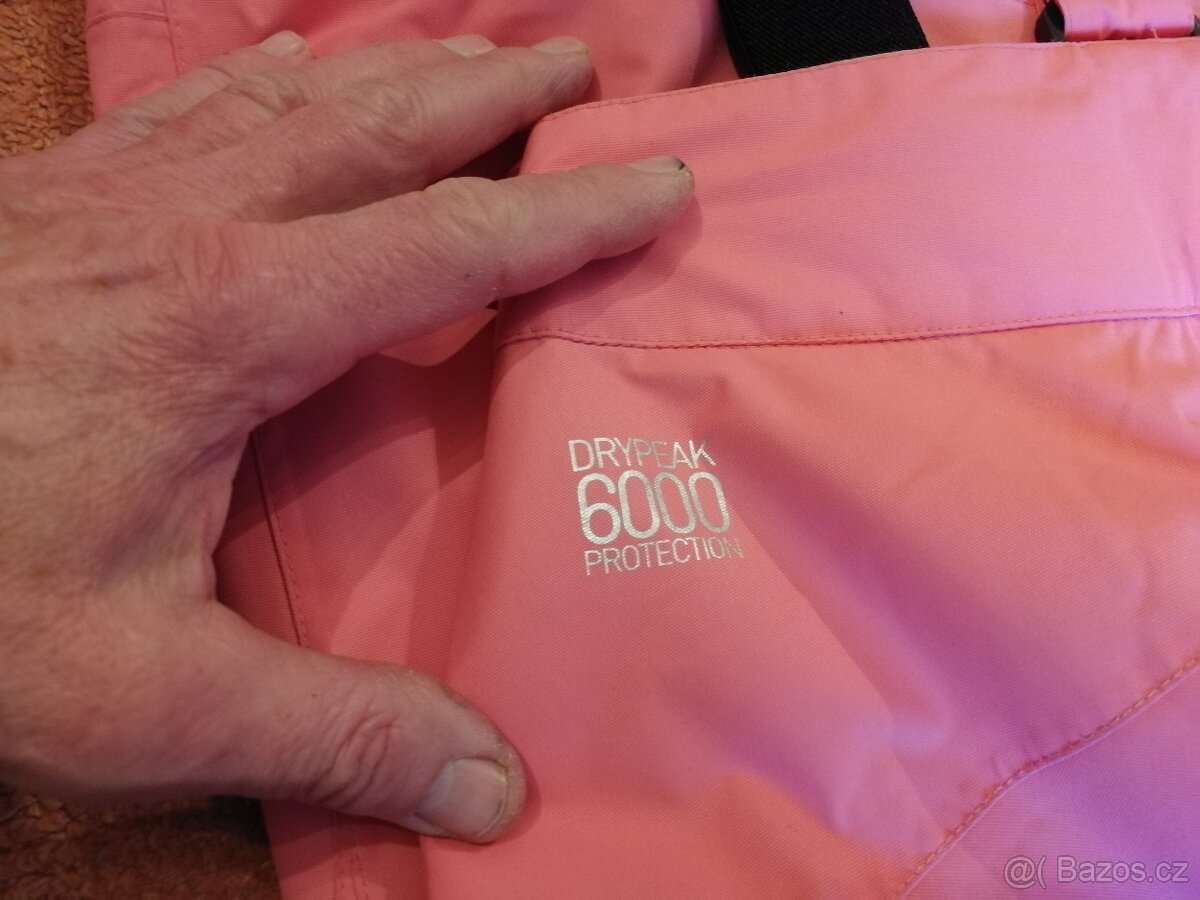 DRYPEAK
6000
PROTECTION
@( Bazos.cz